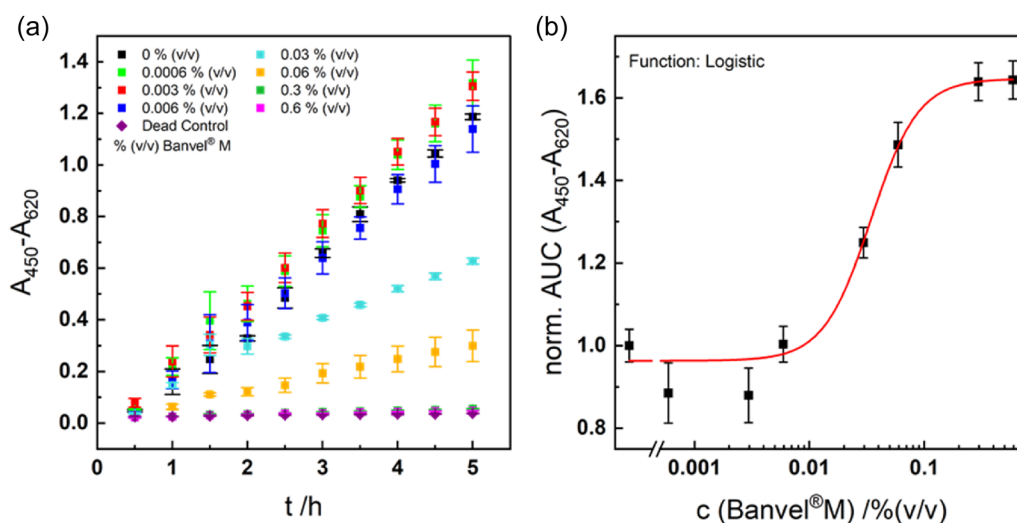 (a)
0 % (v/v)
0.0006 % (v/v)
0.003 % (v/v)
0.006 % (v/v)
Dead Control
% (v/v) Banvel® M
0.03 % (v/v)
0.06 % (v/v)
0.3 % (v/v)
0.6 % (v/v)
A450-A620
1.4
1.2
1.0
0.8
0.6
0.4
0.2
0.0
0 1 2 3 4 5
t /h
(b)
Function: Logistic
norm. AUC (A450-A620)
1.6
1.4
1.2
1.0
0.8
0.001 0.01 0.1
c (Banvel®M) /%(v/v)